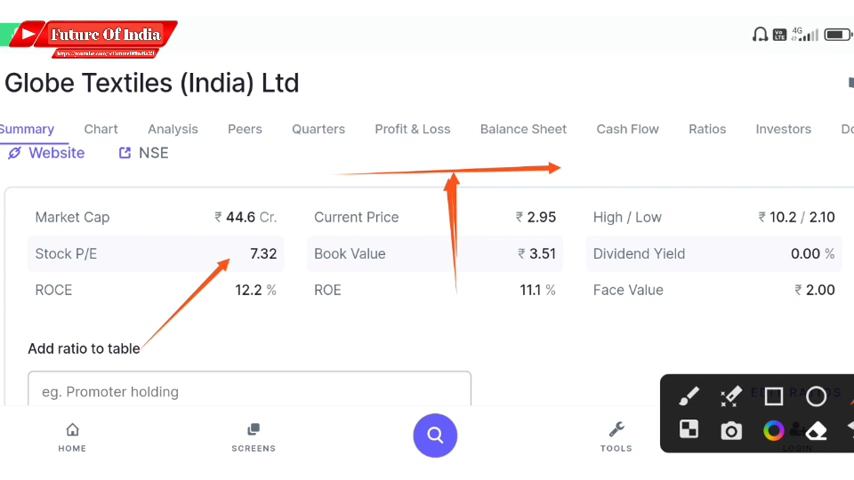 Future Of India
4G
VoLTE
Globe Textiles (India) Ltd
Summary Chart Analysis Peers Quarters Profit & Loss Balance Sheet Cash Flow Ratios Investors
Website NSE
Market Cap ₹ 44.6 Cr. Current Price ₹ 2.95 High / Low ₹ 10.2 / 2.10
Stock P/E 7.32 Book Value ₹ 3.51 Dividend Yield 0.00 %
ROCE 12.2 % ROE 11.1 % Face Value ₹ 2.00
Add ratio to table
eg. Promoter holding
HOME SCREENS TOOLS